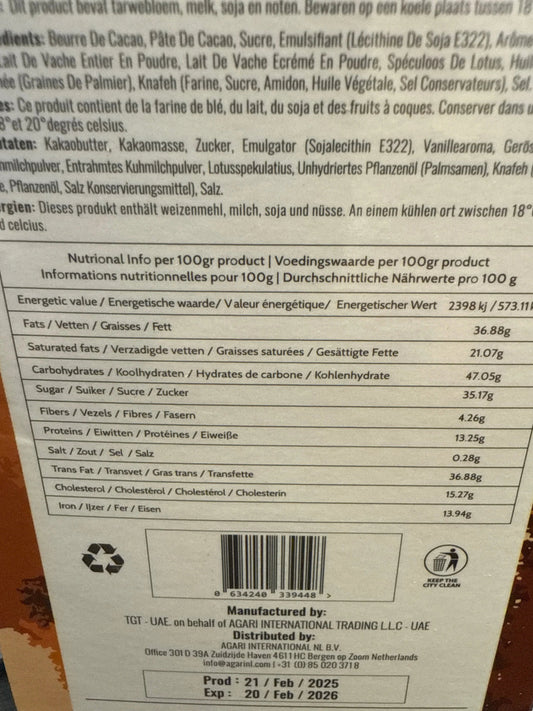 Dit product bevat tarwebloem, melk, soja en noten. Bewaren op een koele plaats tussen 18°
dients: Beurre De Cacao, Pâte De Cacao, Sucre, Emulsifiant (Lécithine De Soja E322), Arôme
Lait De Vache Entier En Poudre, Lait De Vache Ecrémé En Poudre, Spéculoos De Lotus, Huil
née (Graines De Palmier), Knafeh (Farine, Sucre, Amidon, Huile Végétale, Sel Conservateurs), Sel.
es: Ce produit contient de la farine de blé, du lait, du soja et des fruits à coques. Conserver dans u
8°et 20°degrés celsius.
utaten: Kakaobutter, Kakaomasse, Zucker, Emulgator (Sojalecithin E322), Vanillearoma, Gerös
hmilchpulver, Entrahmtes Kuhmilchpulver, Lotusspekulatius, Unhydriertes Pflanzenöl (Palmsamen), Knafeh (
e, Pflanzenöl, Salz Konservierungsmittel), Salz.
rgien: Dieses produkt enthält weizenmehl, milch, soja und nüsse. An einem kühlen ort zwischen 18°
d celcius.
Nutrional Info per 100gr product | Voedingswaarde per 100gr product
Informations nutritionnelles pour 100g | Durchschnittliche Nährwerte pro 100 g
Energetic value / Energetische waarde/ Valeur énergétique/ Energetischer Wert 2398 kj / 573.11
Fats / Vetten / Graisses / Fett 36.88g
Saturated fats / Verzadigde vetten / Graisses saturées / Gesättigte Fette 21.07g
Carbohydrates / Koolhydraten / Hydrates de carbone / Kohlenhydrate 47.05g
Sugar / Suiker / Sucre / Zucker 35.17g
Fibers / Vezels / Fibres / Fasern 4.26g
Proteins / Eiwitten / Protéines / Eiweiße 13.25g
Salt / Zout / Sel / Salz 0.28g
Trans Fat / Transvet / Gras trans / Transfette 36.88g
Cholesterol / Cholestérol / Cholestérol / Cholesterin 15.27g
Iron / IJzer / Fer / Eisen 13.94g
0 634240 339448 >
KEEP THE
CITY CLEAN
Manufactured by:
TGT - UAE. on behalf of AGARI INTERNATIONAL TRADING L.L.C - UAE
Distributed by:
AGARI INTERNATIONAL NL B.V.
Office 301 D 39A Zuidzijde Haven 4611 HC Bergen op Zoom Netherlands
info@agarinl.com | +31 (0) 85 020 3718
Prod : 21 / Feb / 2025
Exp : 20 / Feb / 2026